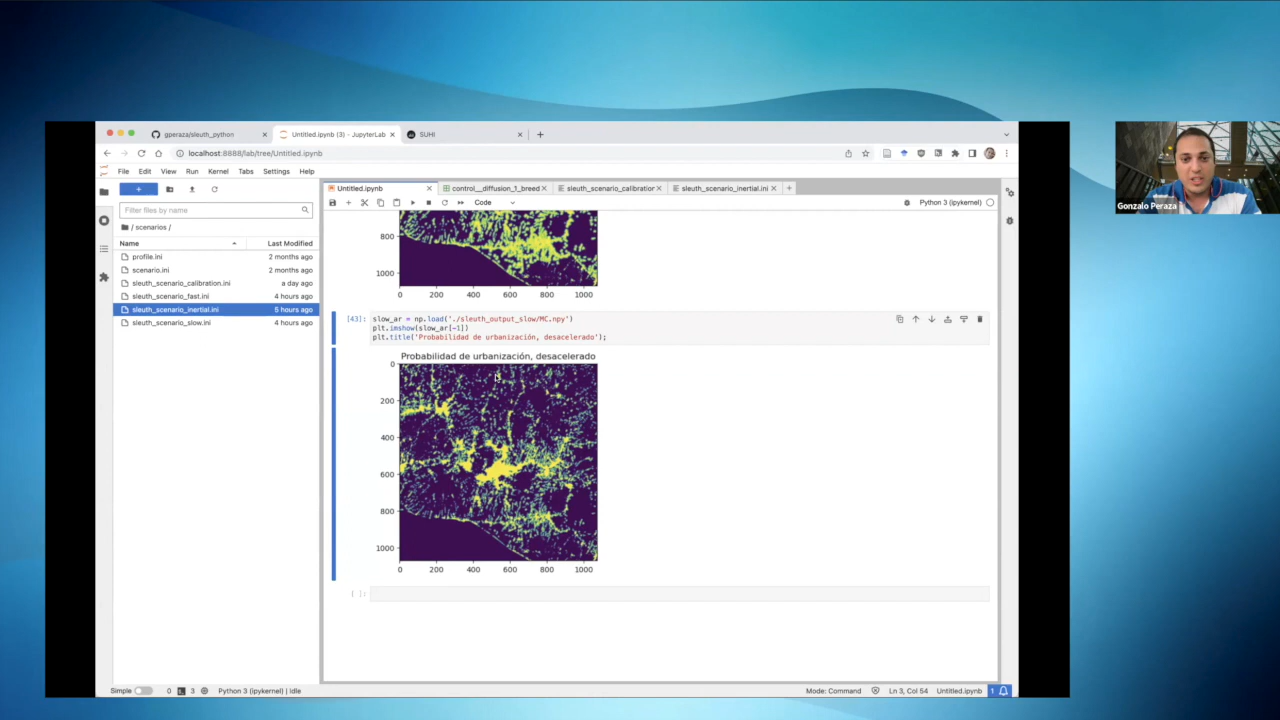 gperaza/sleuth_python
Untitled.ipynb (3) - JupyterLab
SUHI
localhost:8888/lab/tree/Untitled.ipynb
File Edit View Run Kernel Tabs Settings Help
Filter files by name
/ scenarios /
Name Last Modified
profile.ini 2 months ago
scenario.ini 2 months ago
sleuth_scenario_calibration.ini a day ago
sleuth_scenario_fast.ini 4 hours ago
sleuth_scenario_inertial.ini 5 hours ago
sleuth_scenario_slow.ini 4 hours ago
Untitled.ipynb
control__diffusion_1_breed
sleuth_scenario_calibration
sleuth_scenario_inertial.ini
Code
Python 3 (ipykernel)
800
1000
0 200 400 600 800 1000
[43]:
slow_ar = np.load('./sleuth_output_slow/MC.npy')
plt.imshow(slow_ar[-1])
plt.title('Probabilidad de urbanización, desacelerado');
Probabilidad de urbanización, desacelerado
0
200
400
600
800
1000
0 200 400 600 800 1000
[ ]:
Simple 0 3 Python 3 (ipykernel) | Idle
Mode: Command Ln 3, Col 54 Untitled.ipynb 1
Gonzalo Peraza